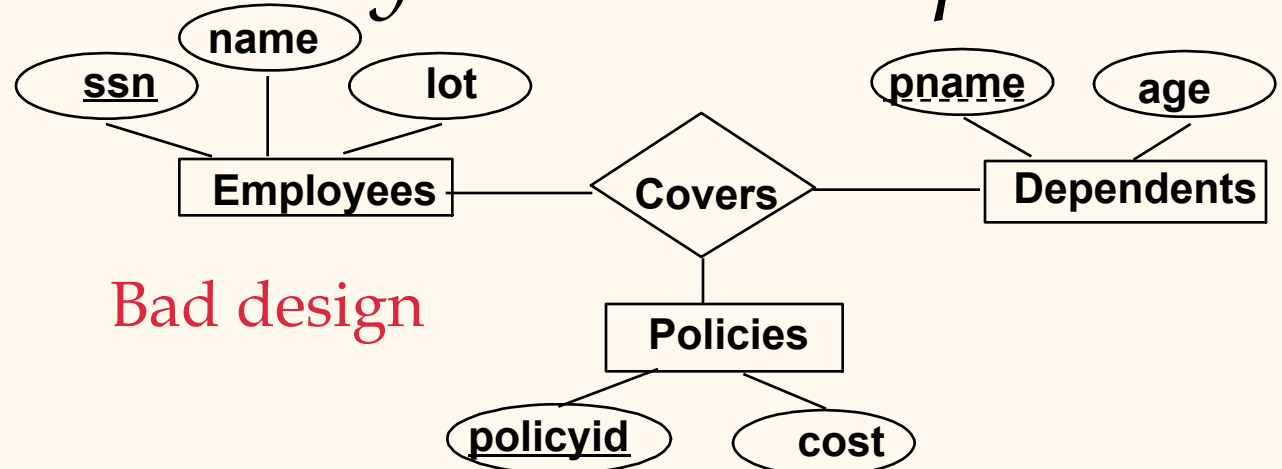 name
ssn
lot
pname
age
Employees
Covers
Dependents
Bad design
Policies
policyid
cost